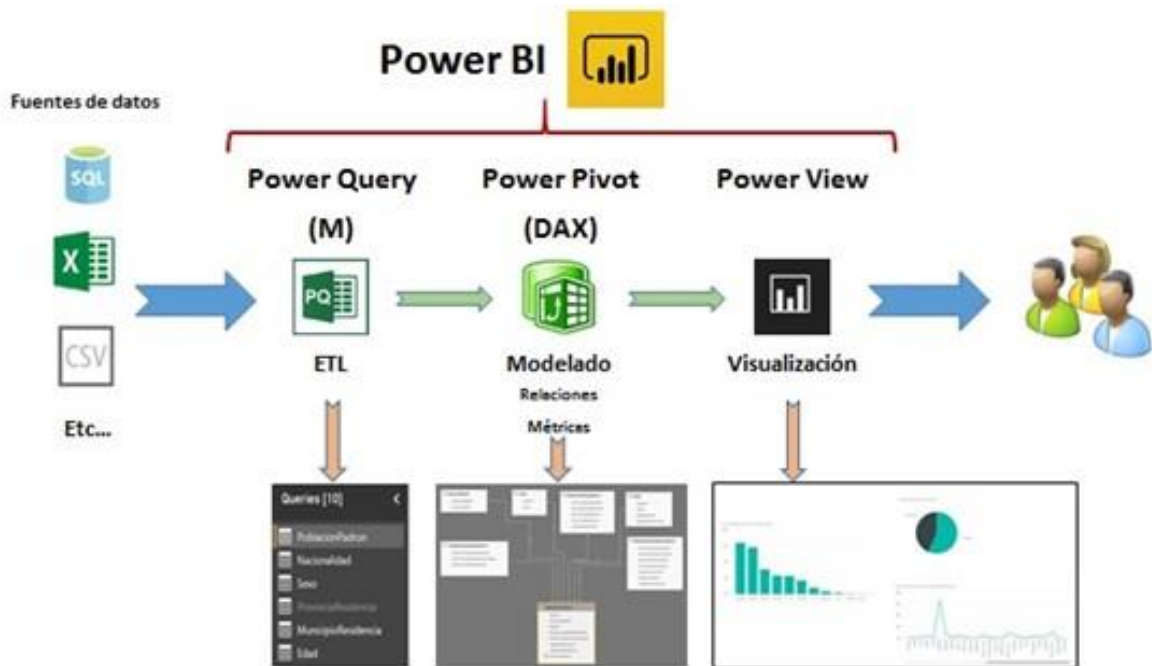 Power BI
Fuentes de datos
SQL
X
CSV
Etc...
Power Query
(M)
PQ
ETL
Power Pivot
(DAX)
Modelado
Relaciones
Métricas
Power View
Visualización
Queries [10]
PoblacionPadron
Nacionalidad
Sexo
ProvinciaResidencia
MunicipioResidencia
Edad